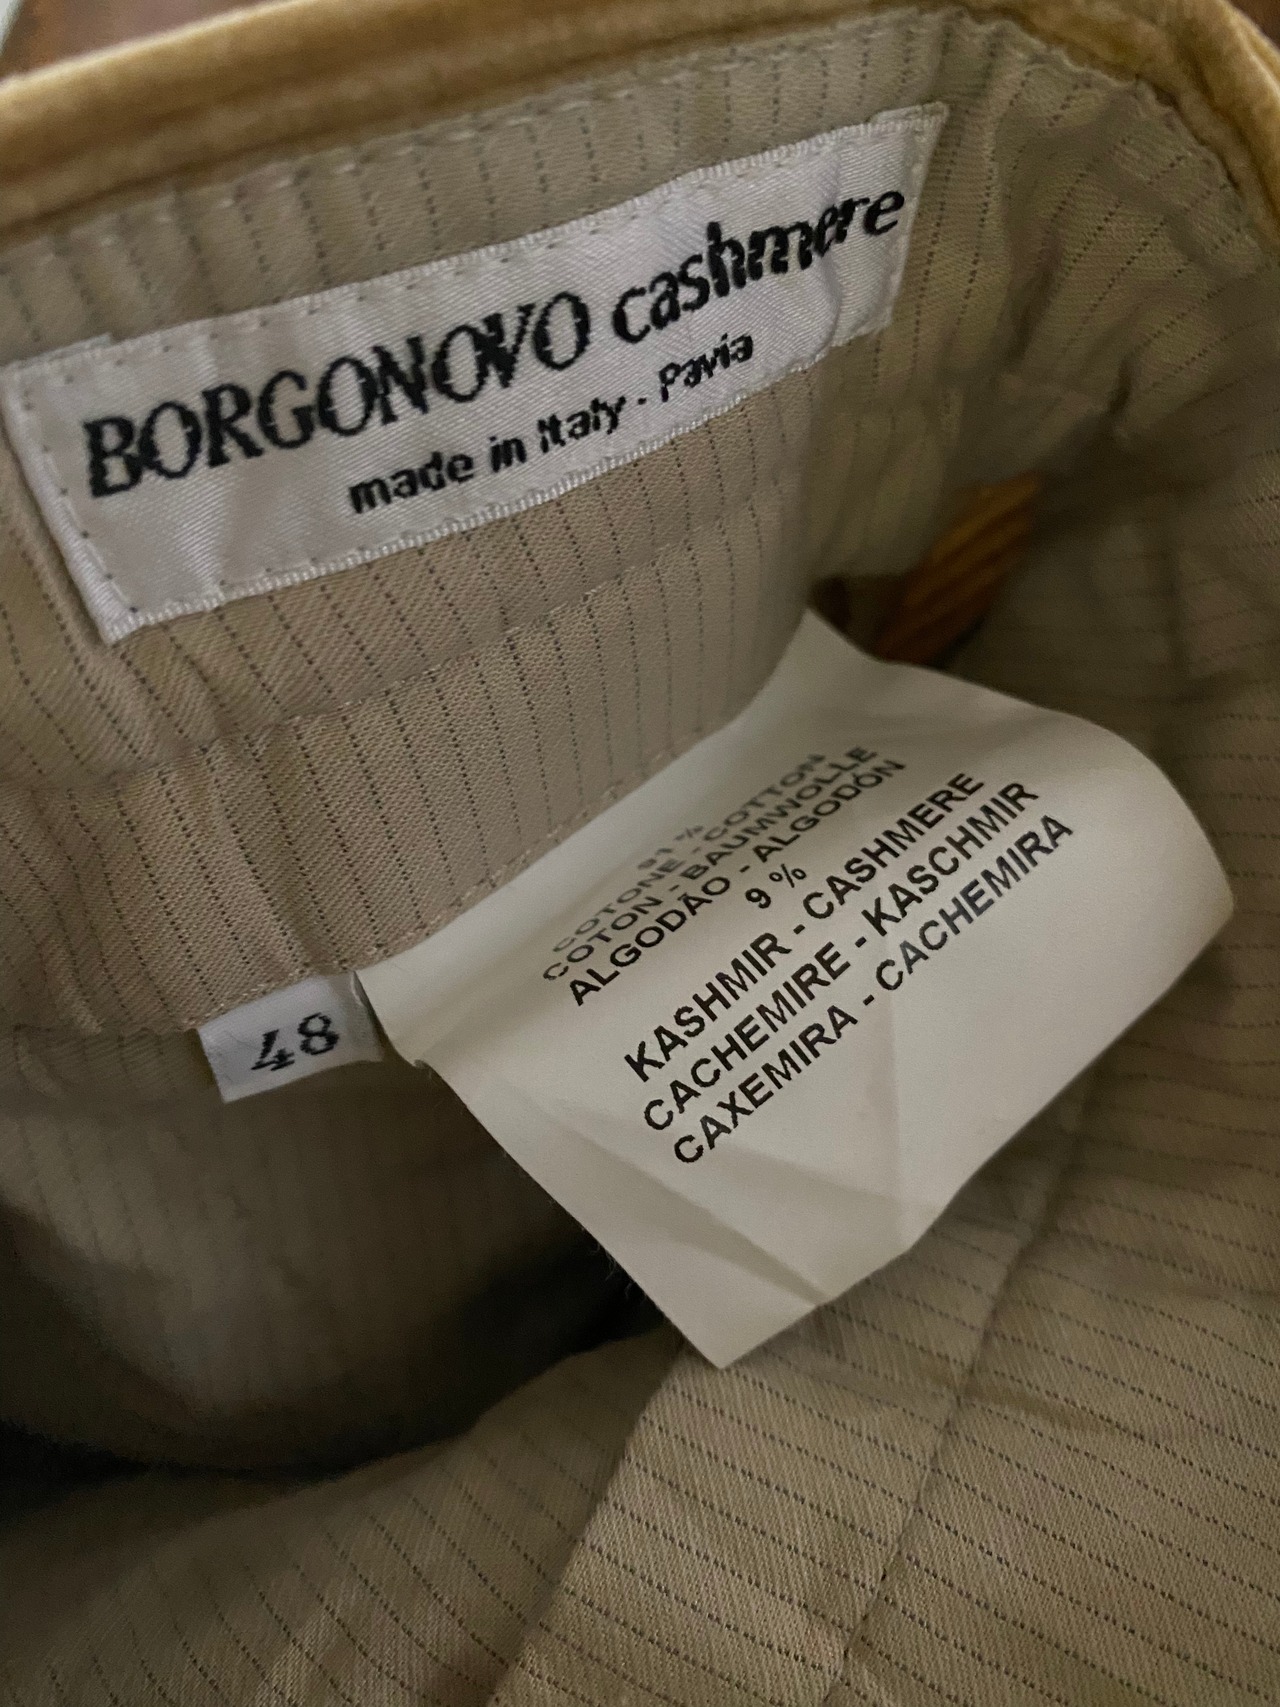 BORGONOVO cashmere
made in Italy - Pavia
48
91 %
COTONE - COTTON
COTON - BAUMWOLLE
ALGODÃO - ALGODÓN
9 %
KASHMIR - CASHMERE
CACHEMIRE - KASCHMIR
CAXEMIRA - CACHEMIRA